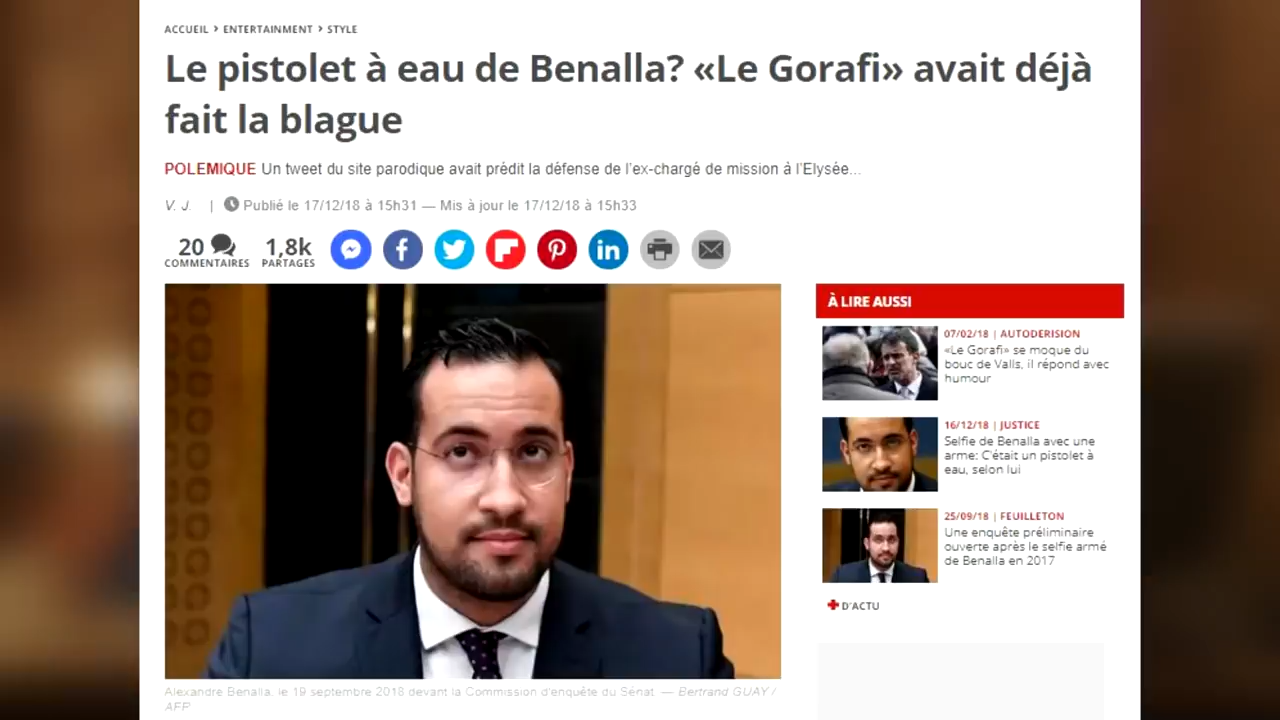 ACCUEIL > ENTERTAINMENT > STYLE
Le pistolet à eau de Benalla? «Le Gorafi» avait déjà
fait la blague
POLEMIQUE Un tweet du site parodique avait prédit la défense de l'ex-chargé de mission à l'Elysée...
V. J. | Publié le 17/12/18 à 15h31 — Mis à jour le 17/12/18 à 15h33
20 1,8k
COMMENTAIRES PARTAGES
Alexandre Benalla, le 19 septembre 2018 devant la Commission d'enquête du Sénat. — Bertrand GUAY /
AFP
À LIRE AUSSI
07/02/18 | AUTODERISION
«Le Gorafi» se moque du
bouc de Valls, il répond avec
humour
16/12/18 | JUSTICE
Selfie de Benalla avec une
arme: C'était un pistolet à
eau, selon lui
25/09/18 | FEUILLETON
Une enquête préliminaire
ouverte après le selfie armé
de Benalla en 2017
+ D'ACTU